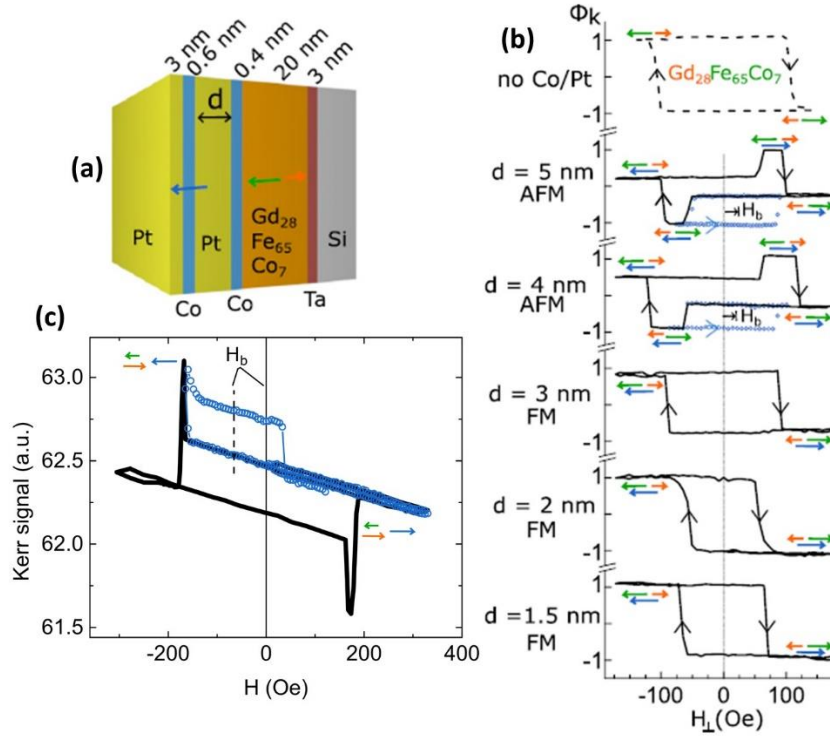 (a)
3 nm
0.6 nm
0.4 nm
20 nm
3 nm
d
Pt
Pt
Gd28
Fe65
Co7
Si
Co
Co
Ta
(b)
Φk
1
no Co/Pt
Gd28Fe65Co7
-1
d = 5 nm
AFM
1
-1
Hb
d = 4 nm
AFM
1
-1
Hb
d = 3 nm
FM
1
-1
d = 2 nm
FM
1
-1
d =1.5 nm
FM
1
-1
-100
0
100
H⊥(Oe)
(c)
Hb
63.0
62.5
62.0
61.5
Kerr signal (a.u.)
-200
0
200
400
H (Oe)